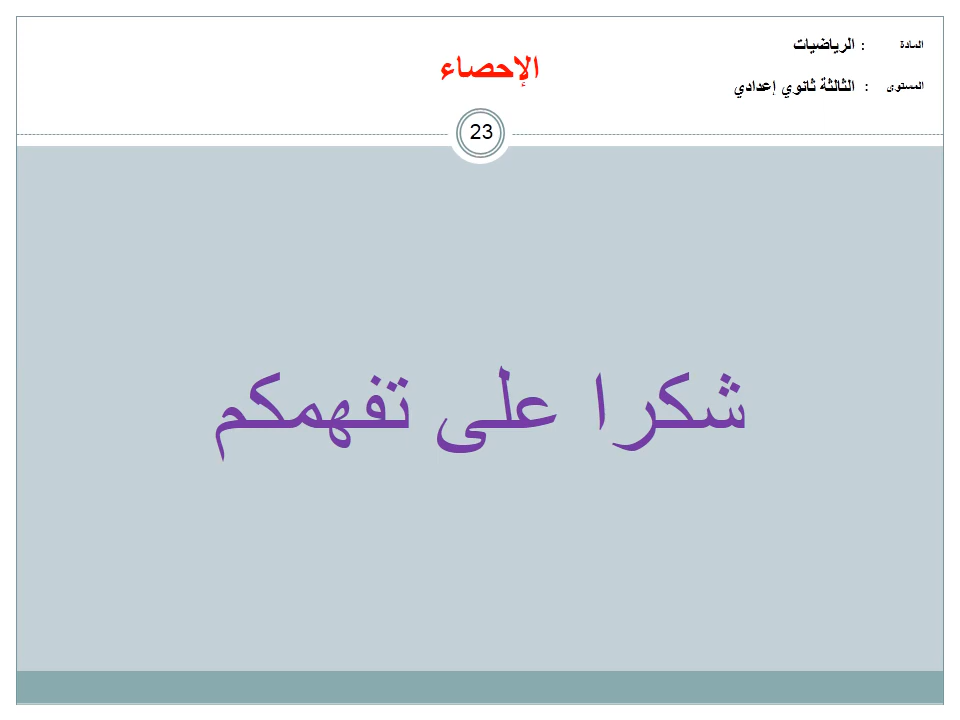 المادة : الرياضيات
الإحصاء
المستوى : الثالثة ثانوي إعدادي
23
شكرا على تفهمكم